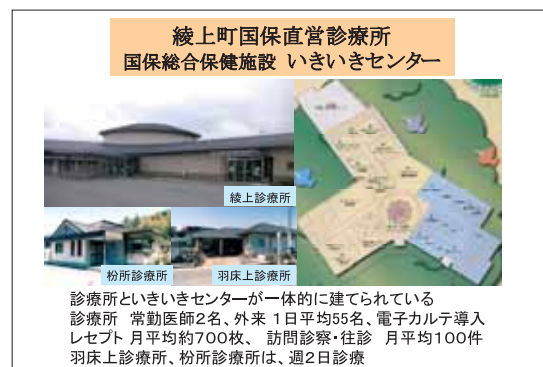 綾上町国保直営診療所
国保総合保健施設 いきいきセンター
綾上診療所
枌所診療所
羽床上診療所
診療所といきいきセンターが一体的に建てられている
診療所 常勤医師2名、外来 1日平均55名、電子カルテ導入
レセプト 月平均約700枚、 訪問診察・往診 月平均100件
羽床上診療所、枌所診療所は、週2日診療